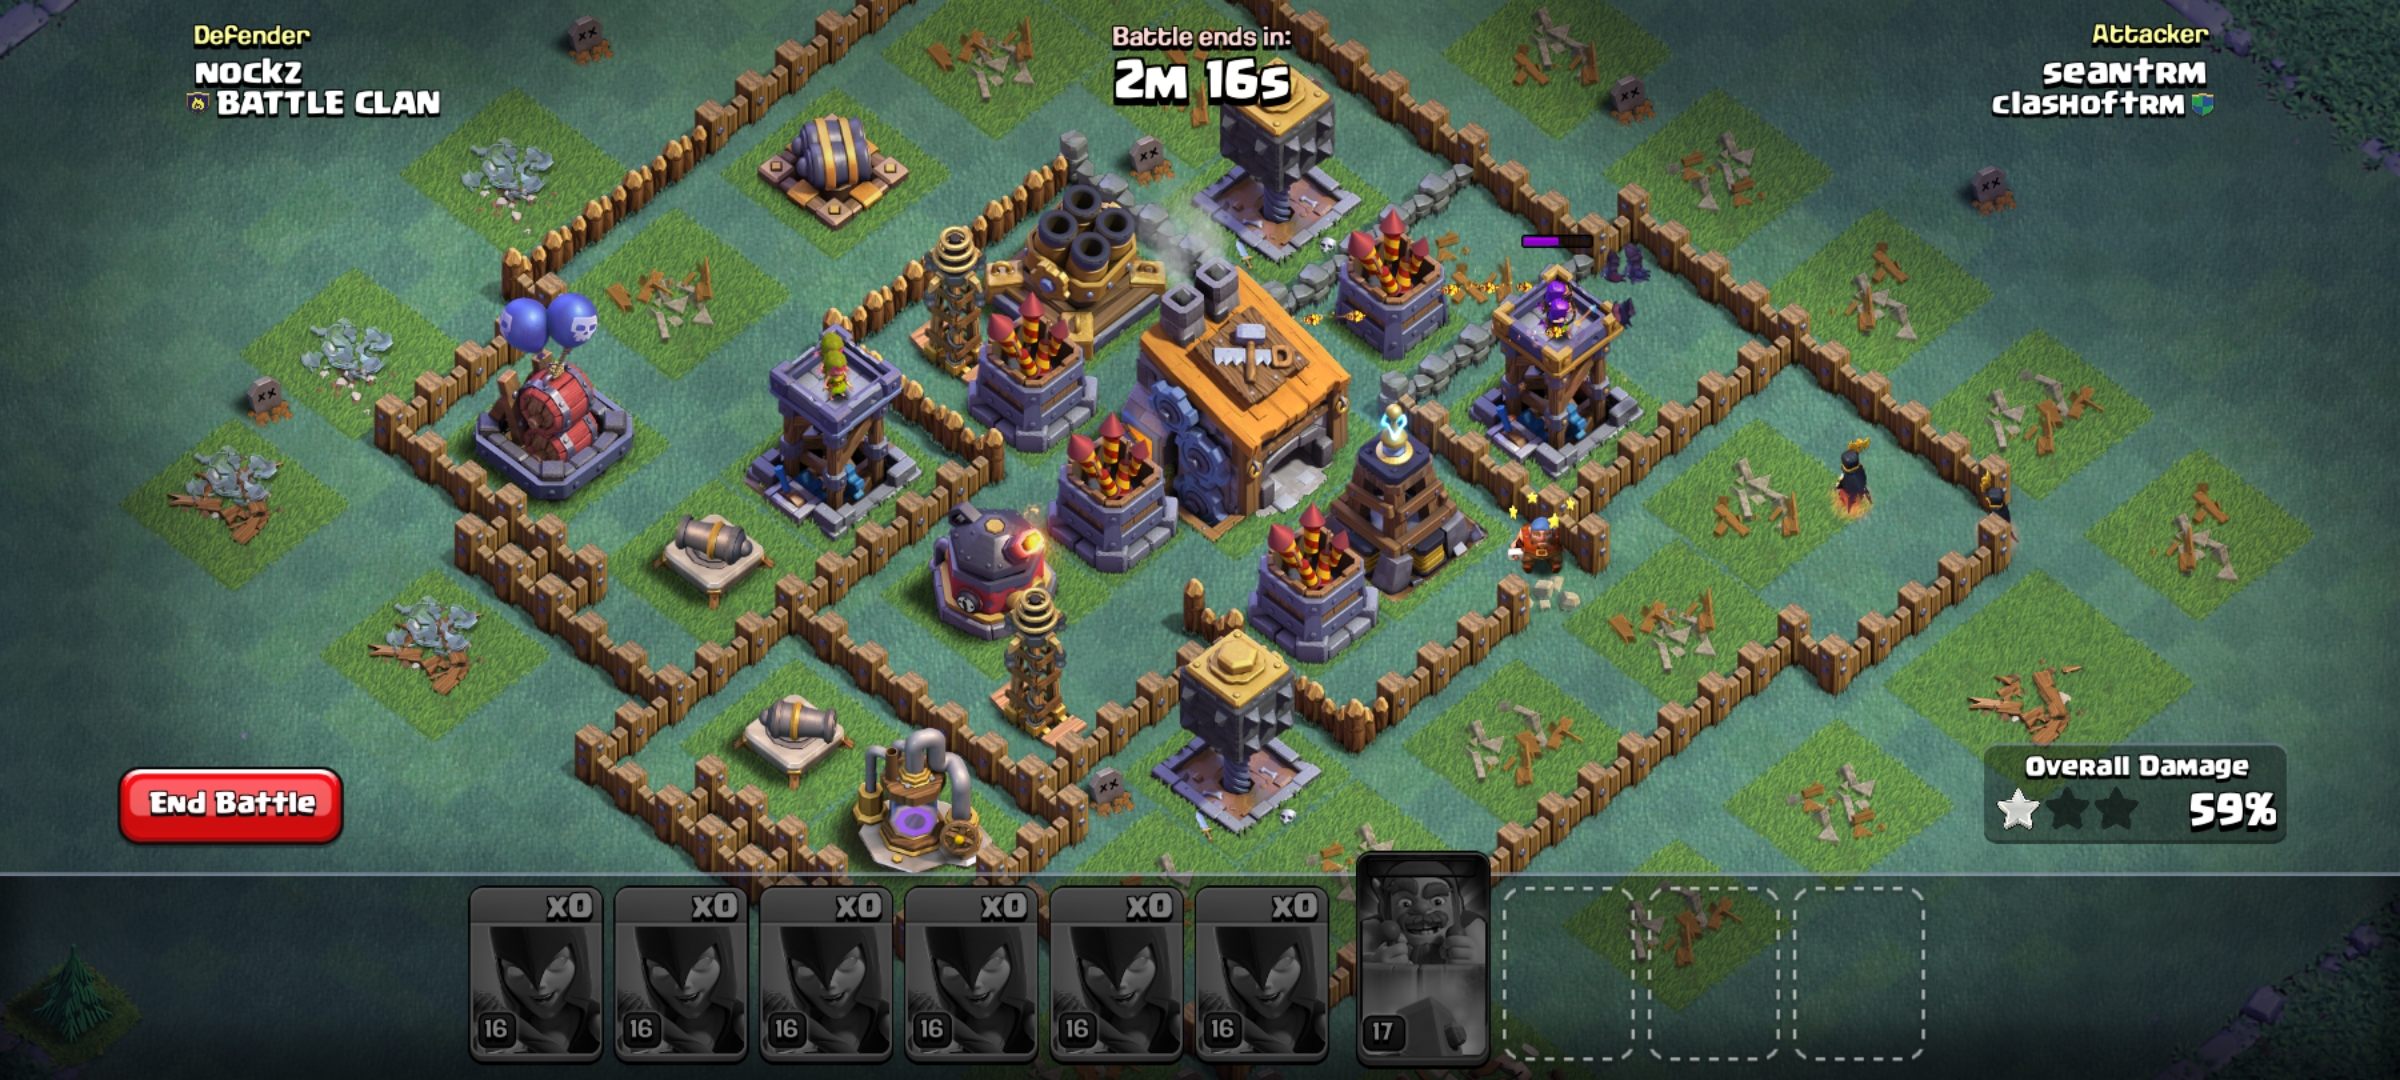 Defender
NOCKZ
BATTLE CLAN
Battle ends in:
2M 16s
Attacker
seantRM
clashoftRM
End Battle
Overall Damage
59%
x0
x0
x0
x0
x0
x0
16
16
16
16
16
16
17